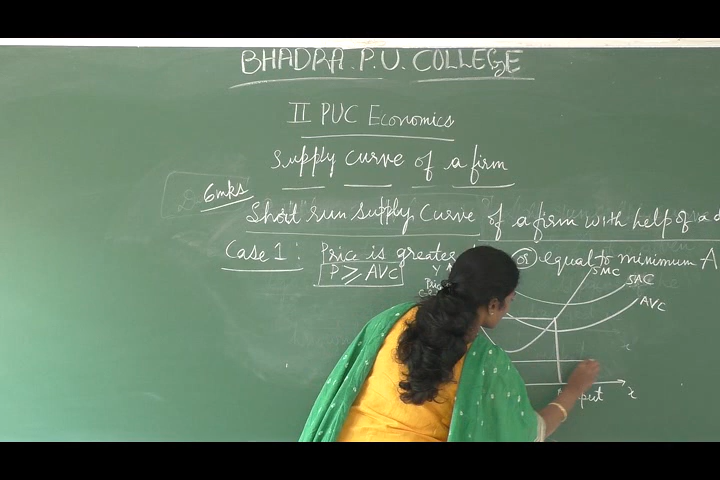 BHADRA. P.U. COLLEGE
II PUC Economics
Supply curve of a firm
6mks
Short run Supply Curve of a firm with help of a d
Case 1 : Price is greater or equal to minimum A
P ≥ AVC
Y
SMC
SAC
AVC
x